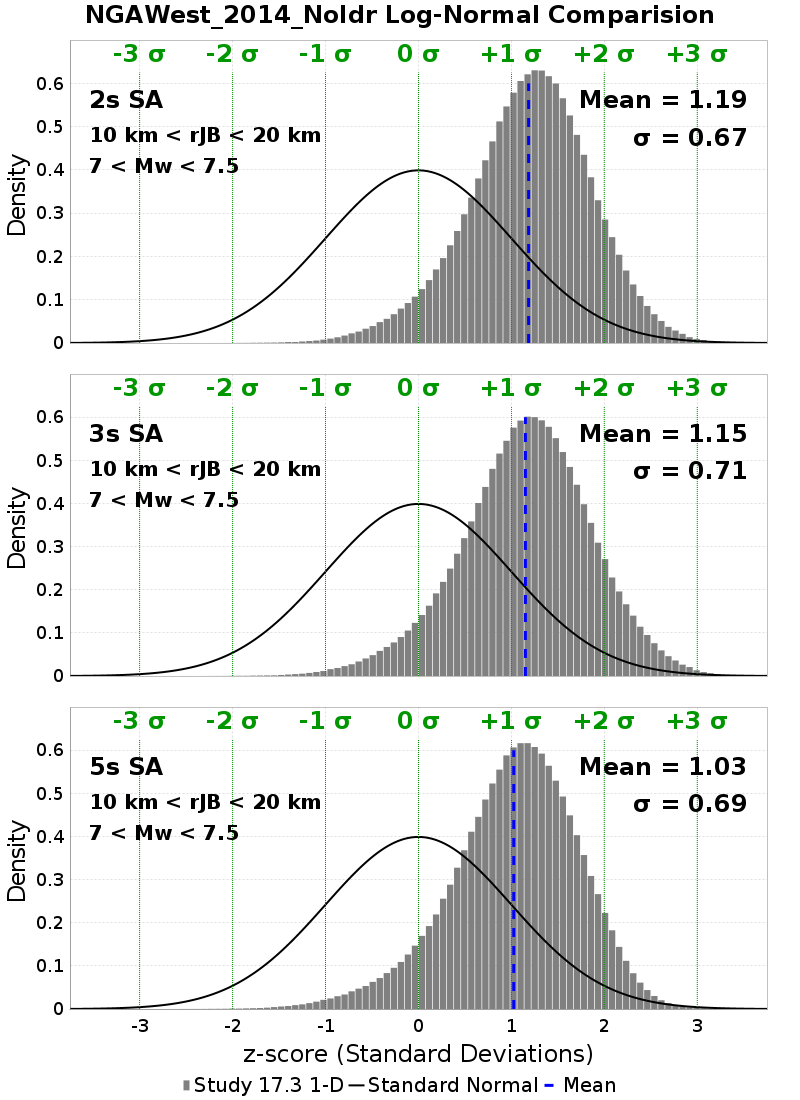 NGAWest_2014_NoIdr Log-Normal Comparision
-3 σ -2 σ -1 σ 0 σ +1 σ +2 σ +3 σ
2s SA
10 km < rJB < 20 km
7 < Mw < 7.5
Mean = 1.19
σ = 0.67
Density
0.6
0.5
0.4
0.3
0.2
0.1
0
-3 σ -2 σ -1 σ 0 σ +1 σ +2 σ +3 σ
3s SA
10 km < rJB < 20 km
7 < Mw < 7.5
Mean = 1.15
σ = 0.71
Density
0.6
0.5
0.4
0.3
0.2
0.1
0
-3 σ -2 σ -1 σ 0 σ +1 σ +2 σ +3 σ
5s SA
10 km < rJB < 20 km
7 < Mw < 7.5
Mean = 1.03
σ = 0.69
Density
0.6
0.5
0.4
0.3
0.2
0.1
0
-3 -2 -1 0 1 2 3
z-score (Standard Deviations)
Study 17.3 1-D Standard Normal Mean